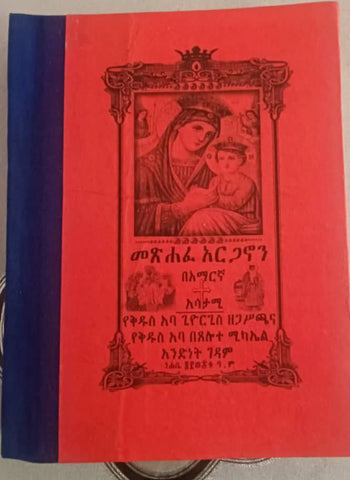 መጽሐፈ አርጋኖን
በአማርኛ
አሳታሚ
የቅዱስ አባ ጊዮርጊስ ዘጋሥጫና
የቅዱስ አባ በጸሎተ ሚካኤል
አንድነት ገዳም